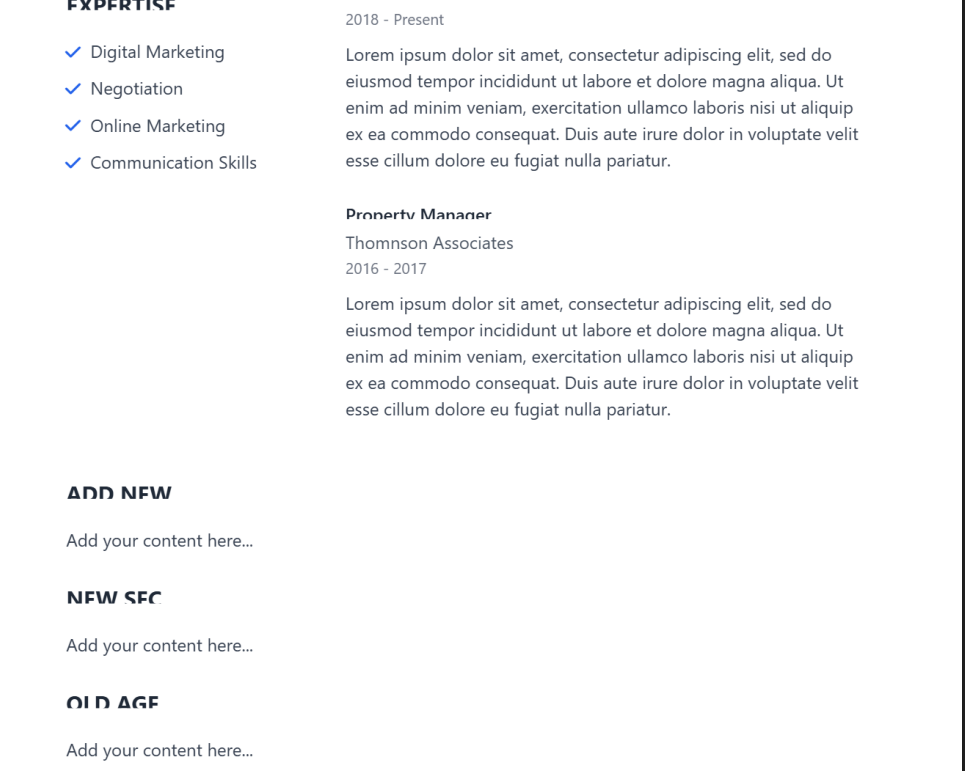 EXPERTISE
Digital Marketing
Negotiation
Online Marketing
Communication Skills
2018 - Present
Lorem ipsum dolor sit amet, consectetur adipiscing elit, sed do
eiusmod tempor incididunt ut labore et dolore magna aliqua. Ut
enim ad minim veniam, exercitation ullamco laboris nisi ut aliquip
ex ea commodo consequat. Duis aute irure dolor in voluptate velit
esse cillum dolore eu fugiat nulla pariatur.
Property Manager
Thomnson Associates
2016 - 2017
Lorem ipsum dolor sit amet, consectetur adipiscing elit, sed do
eiusmod tempor incididunt ut labore et dolore magna aliqua. Ut
enim ad minim veniam, exercitation ullamco laboris nisi ut aliquip
ex ea commodo consequat. Duis aute irure dolor in voluptate velit
esse cillum dolore eu fugiat nulla pariatur.
ADD NEW
Add your content here...
NEW SEC
Add your content here...
OLD AGE
Add your content here...